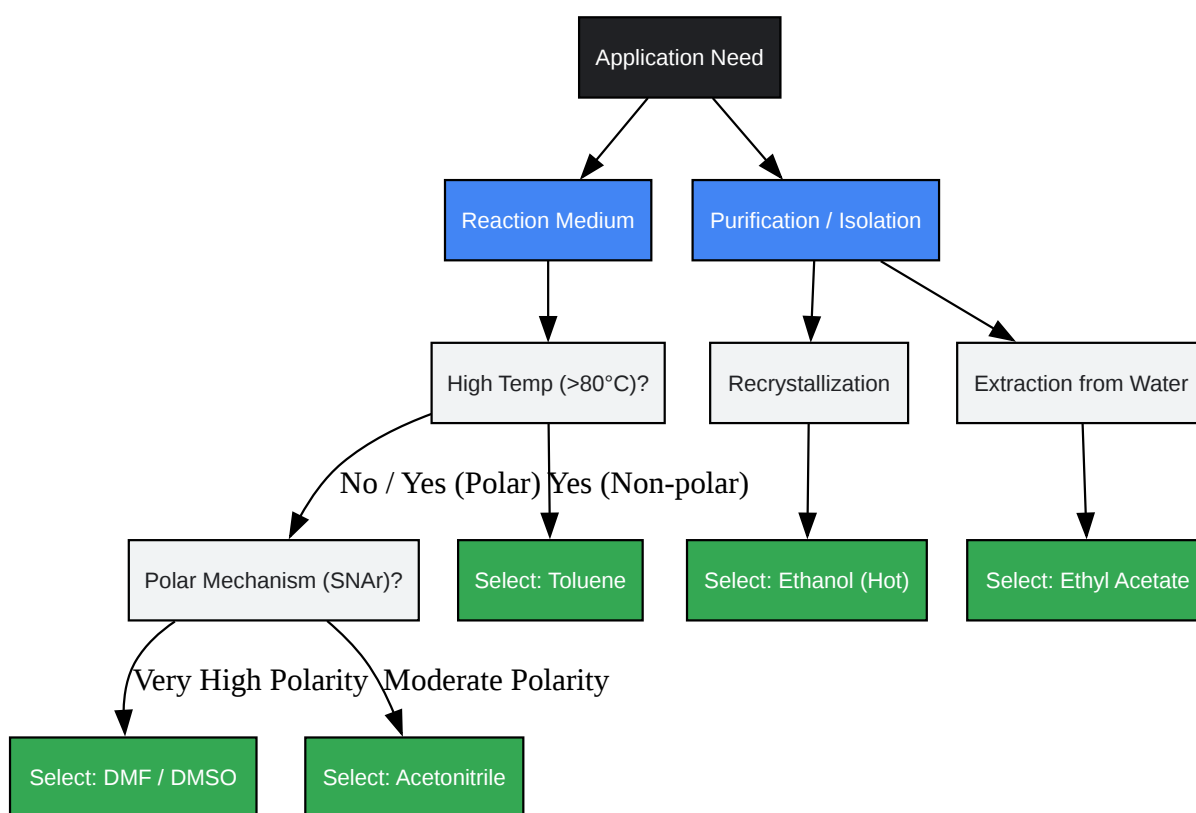 Application Need
Reaction Medium
Purification / Isolation
High Temp (>80°C)?
Recrystallization
Extraction from Water
No / Yes (Polar)
Yes (Non-polar)
Polar Mechanism (SNAr)?
Select: Toluene
Select: Ethanol (Hot)
Select: Ethyl Acetate
Very High Polarity
Moderate Polarity
Select: DMF / DMSO
Select: Acetonitrile